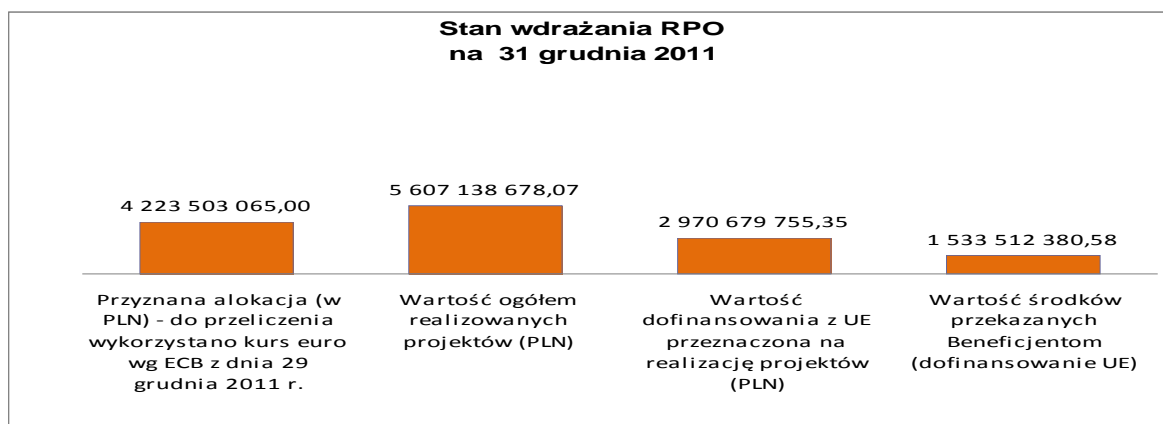 Stan wdrażania RPO
na  31 grudnia 2011
4 223 503 065,00
5 607 138 678,07
2 970 679 755,35
1 533 512 380,58
Przyznana alokacja (w
PLN) - do przeliczenia
wykorzystano kurs euro
wg ECB z dnia 29
grudnia 2011 r.
Wartość ogółem
realizowanych
projektów (PLN)
Wartość
dofinansowania z UE
przeznaczona na
realizację projektów
(PLN)
Wartość środków
przekazanych
Beneficjentom
(dofinansowanie UE)